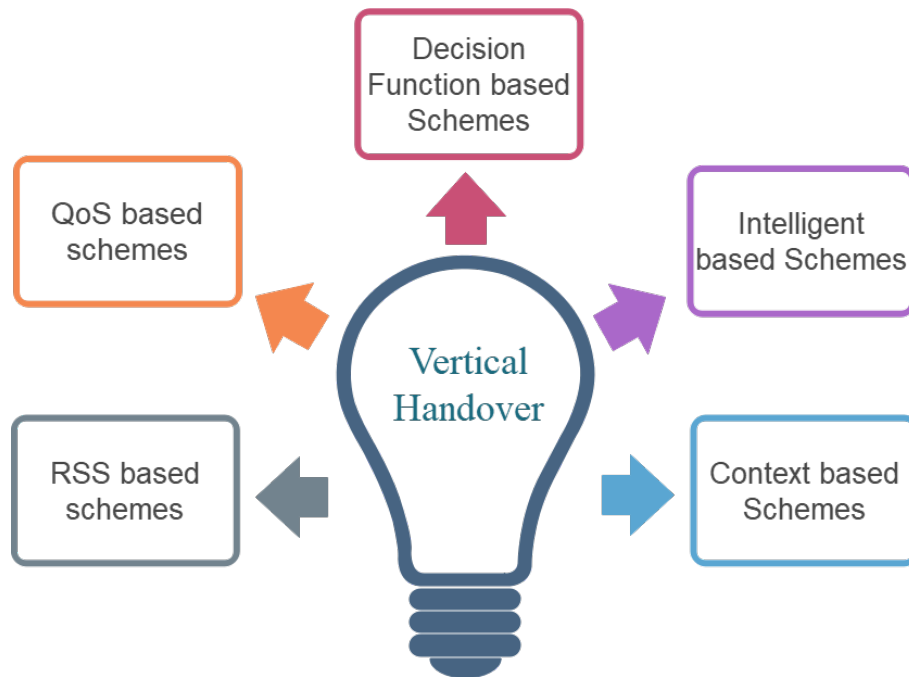 Decision
Function based
Schemes
QoS based
schemes
Intelligent
based Schemes
Vertical
Handover
RSS based
schemes
Context based
Schemes